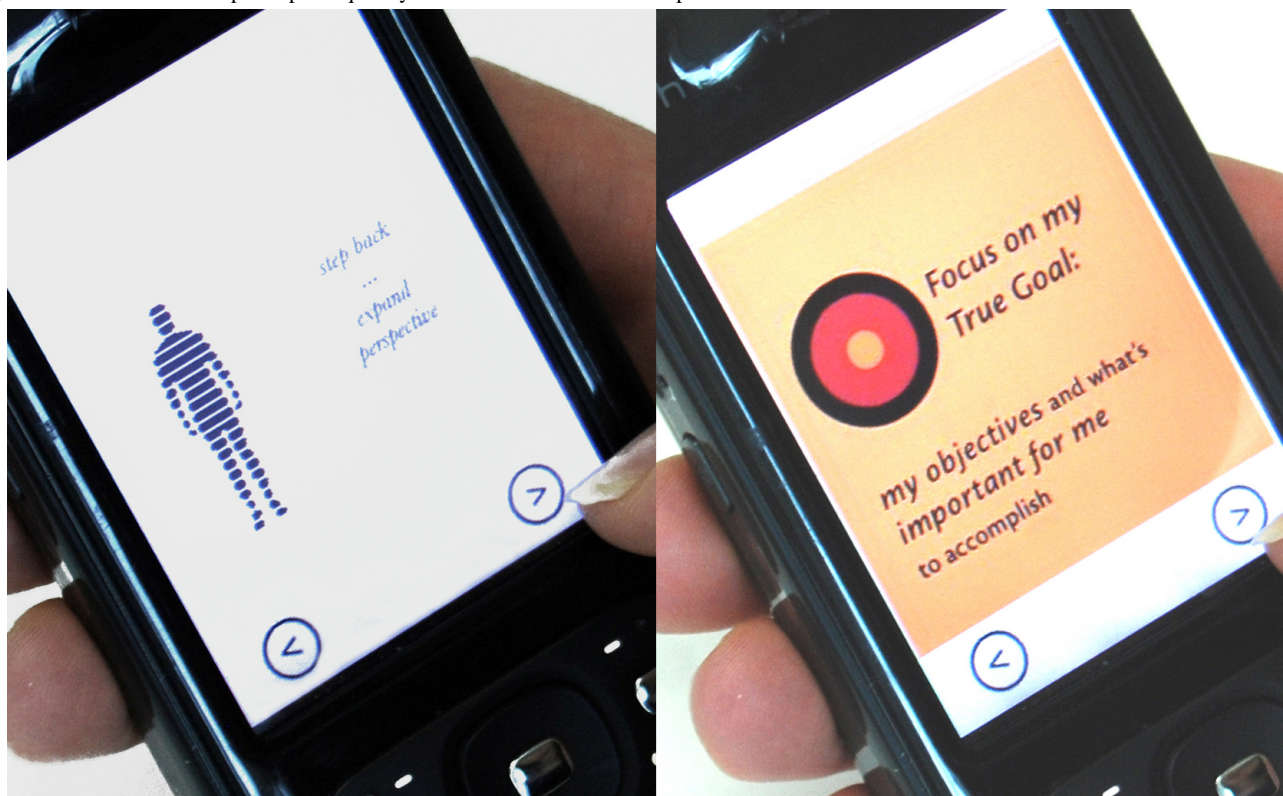 step back
...
expand
perspective
>
<
Focus on my
True Goal:
my objectives and what's
important for me
to accomplish
>
<